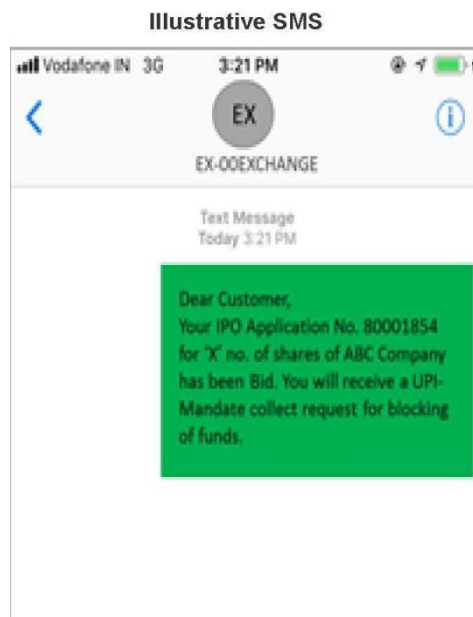 Illustrative SMS
Vodafone IN 3G 3:21 PM
EX
EX-OOEXCHANGE
Text Message
Today 3:21 PM
Dear Customer,
Your IPO Application No. 80001854
for 'X' no. of shares of ABC Company
has been Bid. You will receive a UPI-
Mandate collect request for blocking
of funds.